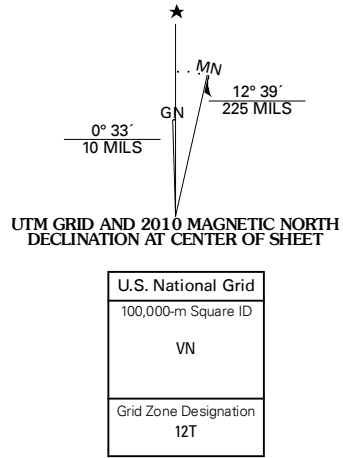 ★
MN
GN
12° 39´
225 MILS
0° 33´
10 MILS
UTM GRID AND 2010 MAGNETIC NORTH
DECLINATION AT CENTER OF SHEET
U.S. National Grid
100,000-m Square ID
VN
Grid Zone Designation
12T